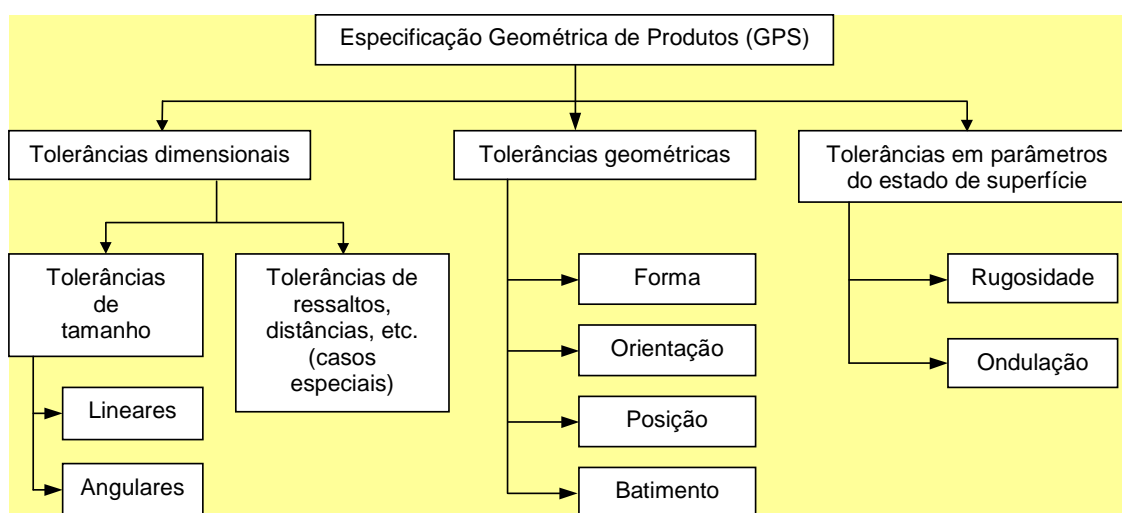 Especificação Geométrica de Produtos (GPS)
Tolerâncias dimensionais
Tolerâncias geométricas
Tolerâncias em parâmetros
do estado de superfície
Tolerâncias
de
tamanho
Tolerâncias de
ressaltos,
distâncias, etc.
(casos
especiais)
Lineares
Angulares
Forma
Orientação
Posição
Batimento
Rugosidade
Ondulação